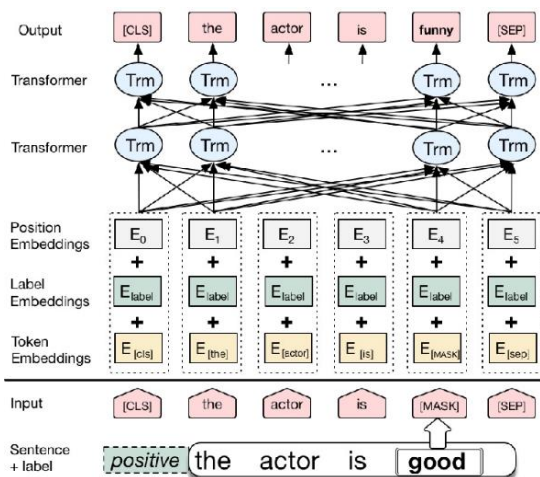 Output [CLS] the actor is funny [SEP]
Transformer Trm Trm ... Trm Trm
Transformer Trm Trm ... Trm Trm
Position Embeddings E0 E1 E2 E3 E4 E5
+ + + + + +
Label Embeddings Elabel Elabel Elabel Elabel Elabel Elabel
+ + + + + +
Token Embeddings E[cls] E[the] E[actor] E[is] E[MASK] E[sep]
Input [CLS] the actor is [MASK] [SEP]
Sentence + label positive the actor is good